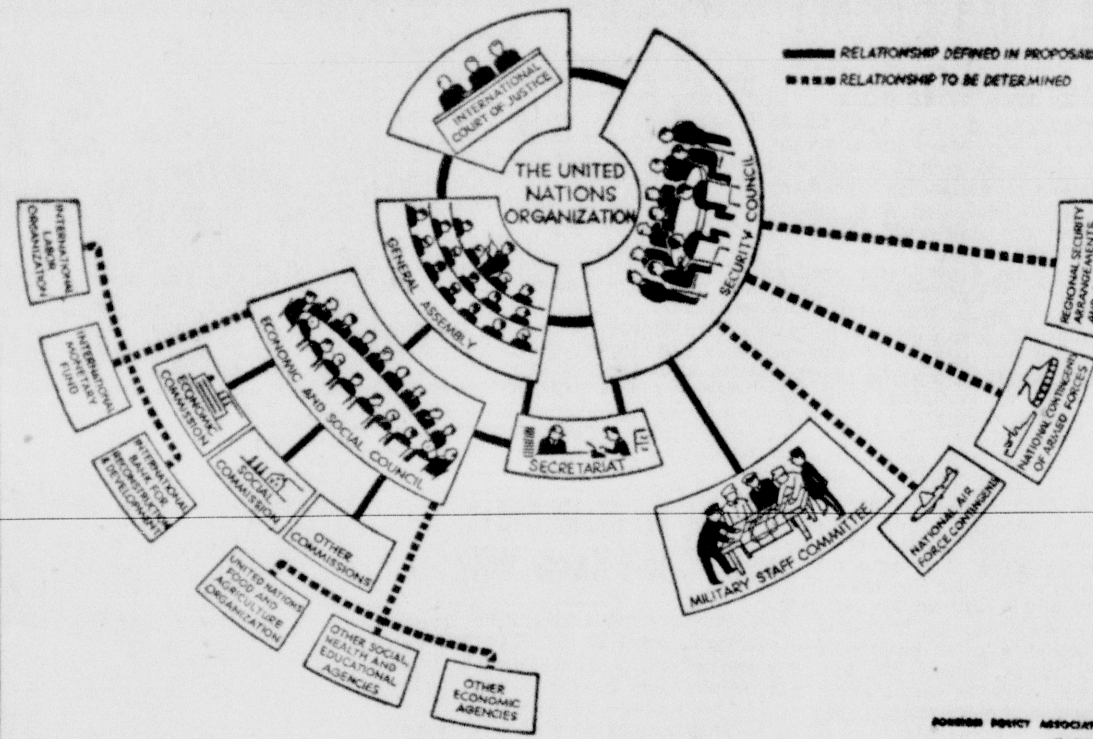 RELATIONSHIP DEFINED IN PROPOSALS
RELATIONSHIP TO BE DETERMINED
INTERNATIONAL
COURT OF JUSTICE
THE UNITED
NATIONS
ORGANIZATION
SECURITY COUNCIL
GENERAL ASSEMBLY
ECONOMIC AND SOCIAL COUNCIL
SECRETARIAT
MILITARY STAFF COMMITTEE
REGIONAL SECURITY
ARRANGEMENTS
NATIONAL CONTINGENTS
OF ARMED FORCES
NATIONAL AIR
FORCE CONTINGENTS
INTERNATIONAL
LABOR
ORGANIZATION
INTERNATIONAL
MONETARY
FUND
INTERNATIONAL
BANK FOR
RECONSTRUCTION
& DEVELOPMENT
ECONOMIC
COMMISSION
SOCIAL
COMMISSION
OTHER
COMMISSIONS
UNITED NATIONS
FOOD AND
AGRICULTURE
ORGANIZATION
OTHER SOCIAL,
HEALTH AND
EDUCATIONAL
AGENCIES
OTHER
ECONOMIC
AGENCIES
FOREIGN POLICY ASSOCIAT